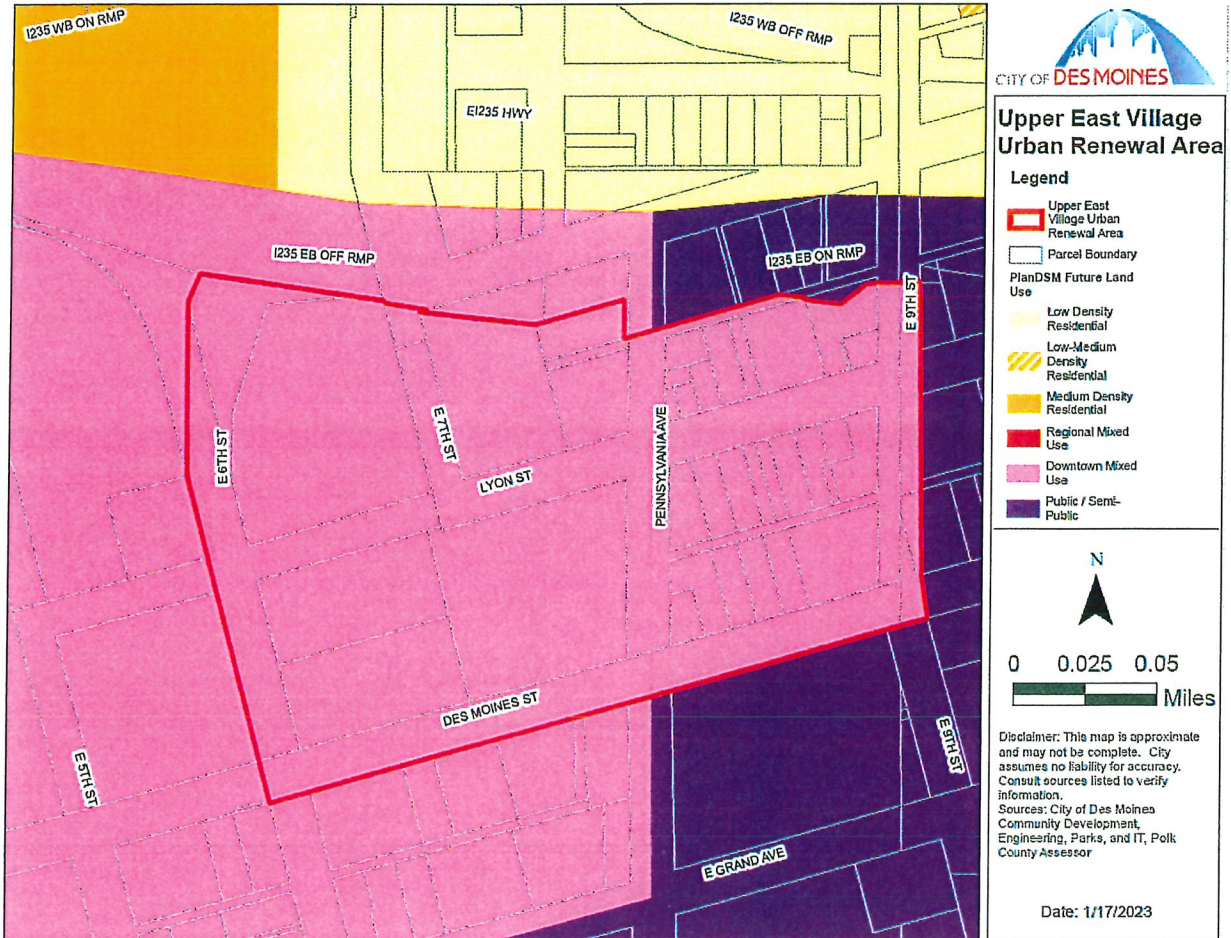 I235 WB ON RMP
I235 WB OFF RMP
EI235 HWY
I235 EB OFF RMP
I235 EB ON RMP
E 9TH ST
E 6TH ST
E 7TH ST
LYON ST
PENNSYLVANIA AVE
DES MOINES ST
E 5TH ST
E 9TH ST
E GRAND AVE
CITY OF DES MOINES
Upper East Village
Urban Renewal Area
Legend
Upper East
Village Urban
Renewal Area
Parcel Boundary
PlanDSM Future Land
Use
Low Density
Residential
Low-Medium
Density
Residential
Medium Density
Residential
Regional Mixed
Use
Downtown Mixed
Use
Public / Semi-
Public
N
0 0.025 0.05
Miles
Disclaimer: This map is approximate
and may not be complete. City
assumes no liability for accuracy.
Consult sources listed to verify
information.
Sources: City of Des Moines
Community Development,
Engineering, Parks, and IT, Polk
County Assessor
Date: 1/17/2023